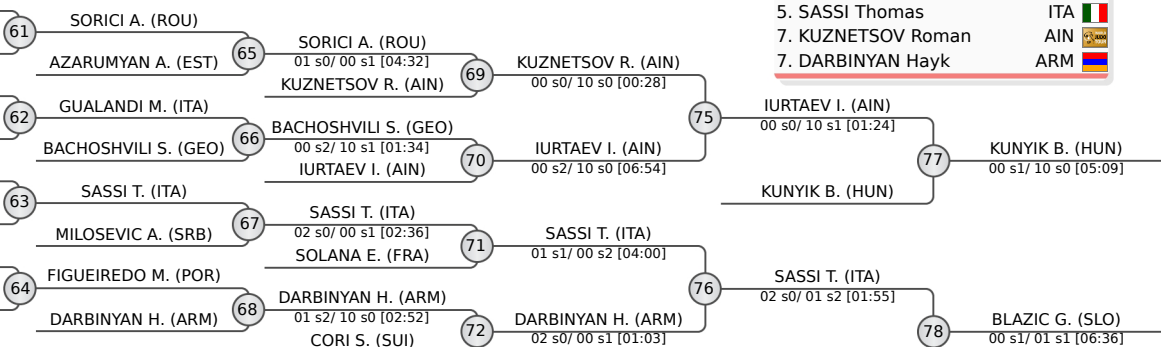 5. SASSI Thomas ITA
7. KUZNETSOV Roman AIN
7. DARBINYAN Hayk ARM
61
SORICI A. (ROU)
AZARUMYAN A. (EST)
62
GUALANDI M. (ITA)
BACHOSHVILI S. (GEO)
63
SASSI T. (ITA)
MILOSEVIC A. (SRB)
64
FIGUEIREDO M. (POR)
DARBINYAN H. (ARM)
65
SORICI A. (ROU)
01 s0/ 00 s1 [04:32]
KUZNETSOV R. (AIN)
66
BACHOSHVILI S. (GEO)
00 s2/ 10 s1 [01:34]
IURTAEV I. (AIN)
67
SASSI T. (ITA)
02 s0/ 00 s1 [02:36]
SOLANA E. (FRA)
68
DARBINYAN H. (ARM)
01 s2/ 10 s0 [02:52]
CORI S. (SUI)
69
KUZNETSOV R. (AIN)
00 s0/ 10 s0 [00:28]
70
IURTAEV I. (AIN)
00 s2/ 10 s0 [06:54]
71
SASSI T. (ITA)
01 s1/ 00 s2 [04:00]
72
DARBINYAN H. (ARM)
02 s0/ 00 s1 [01:03]
75
IURTAEV I. (AIN)
00 s0/ 10 s1 [01:24]
KUNYIK B. (HUN)
76
SASSI T. (ITA)
02 s0/ 01 s2 [01:55]
77
KUNYIK B. (HUN)
00 s1/ 10 s0 [05:09]
78
BLAZIC G. (SLO)
00 s1/ 01 s1 [06:36]